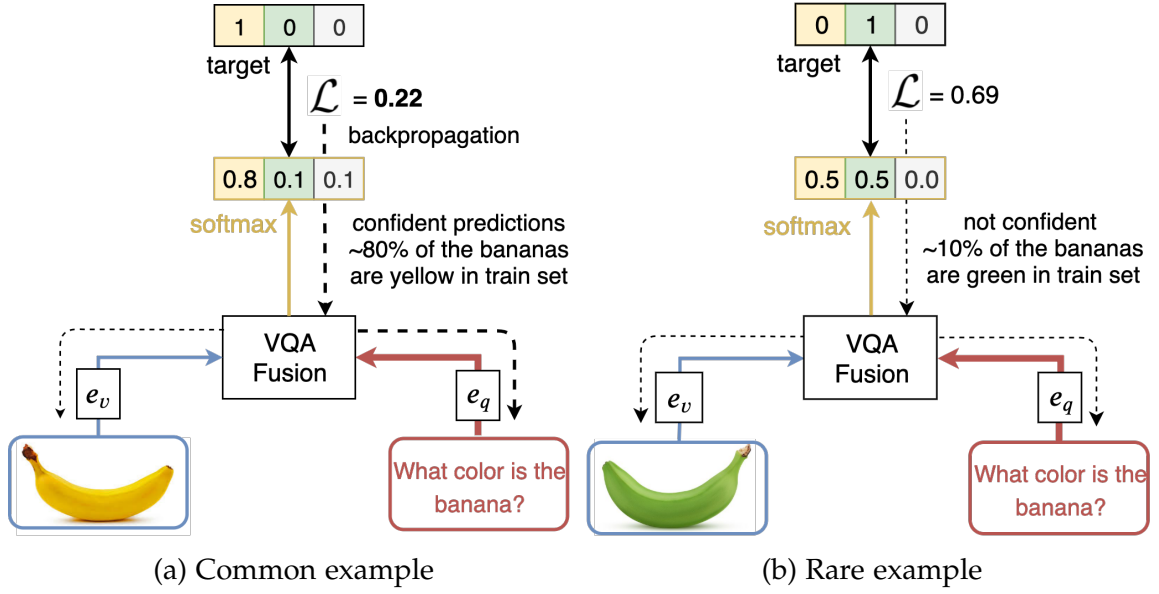 1 0 0
target
ℒ = 0.22
backpropagation
0.8 0.1 0.1
softmax
confident predictions
~80% of the bananas
are yellow in train set
VQA
Fusion
e_v
e_q
What color is the
banana?
(a) Common example
0 1 0
target
ℒ = 0.69
0.5 0.5 0.0
softmax
not confident
~10% of the bananas
are green in train set
VQA
Fusion
e_v
e_q
What color is the
banana?
(b) Rare example